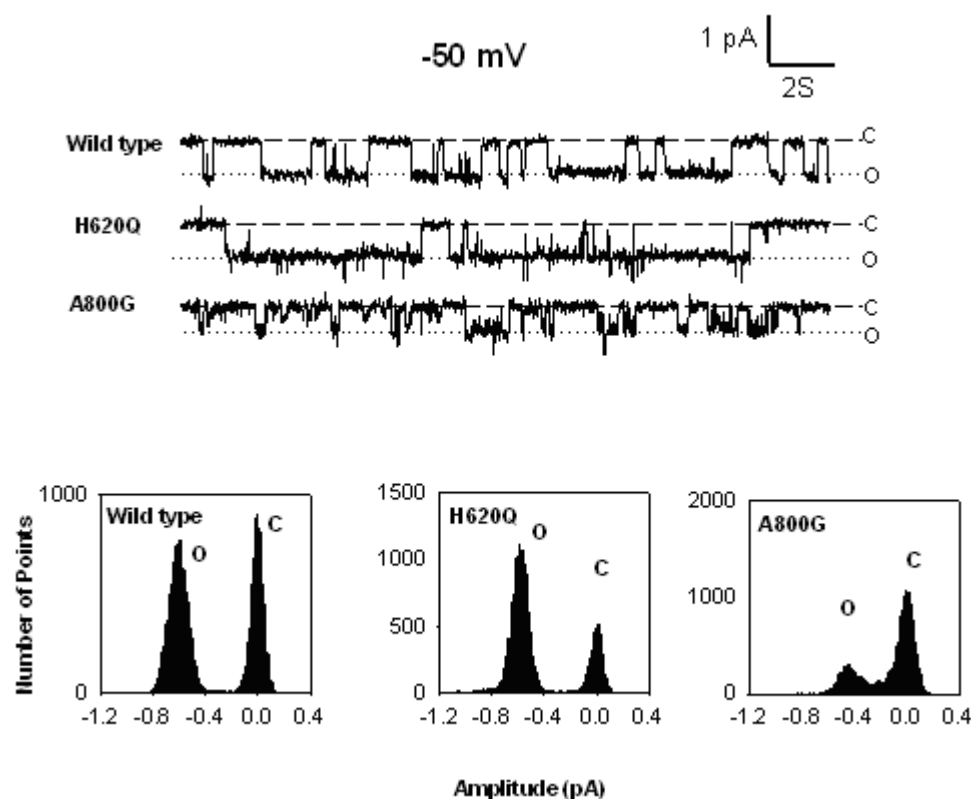 -50 mV
1 pA
2S
Wild type
C
O
H620Q
C
O
A800G
C
O
Number of Points
1000
500
0
Wild type
O
C
-1.2 -0.8 -0.4 0.0 0.4
1500
1000
500
0
H620Q
O
C
-1.2 -0.8 -0.4 0.0 0.4
2000
1000
0
A800G
O
C
-1.2 -0.8 -0.4 0.0 0.4
Amplitude (pA)